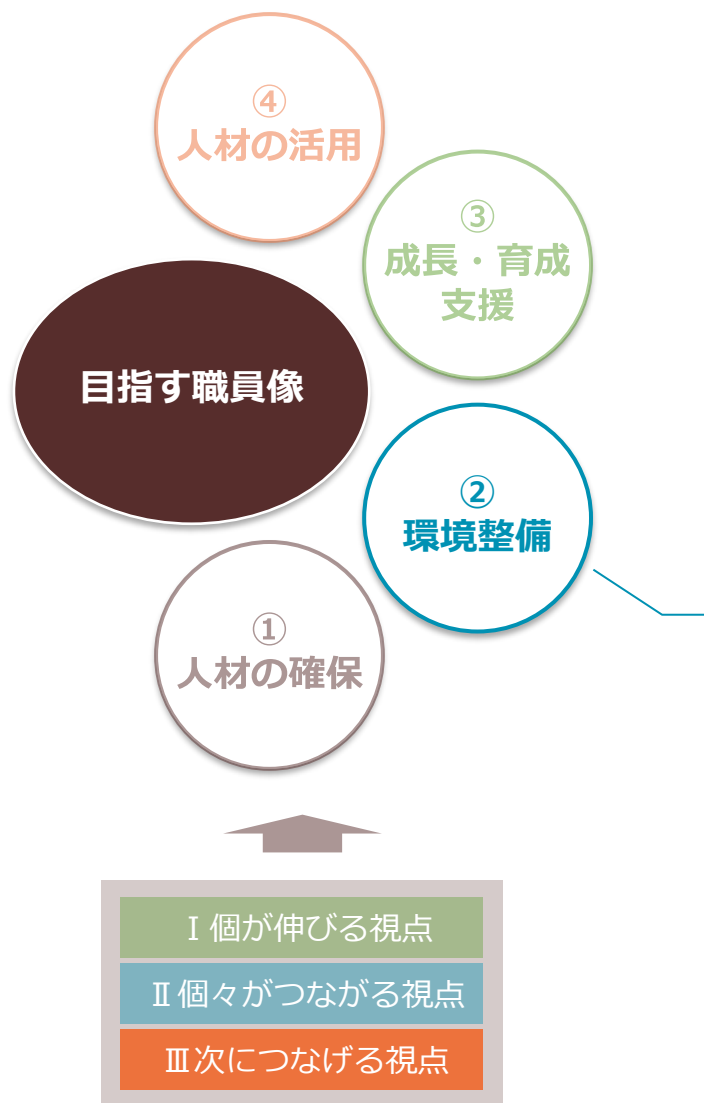 ④
人材の活用
③
成長・育成
支援
目指す職員像
②
環境整備
①
人材の確保
Ⅰ個が伸びる視点
Ⅱ個々がつながる視点
Ⅲ次につなげる視点